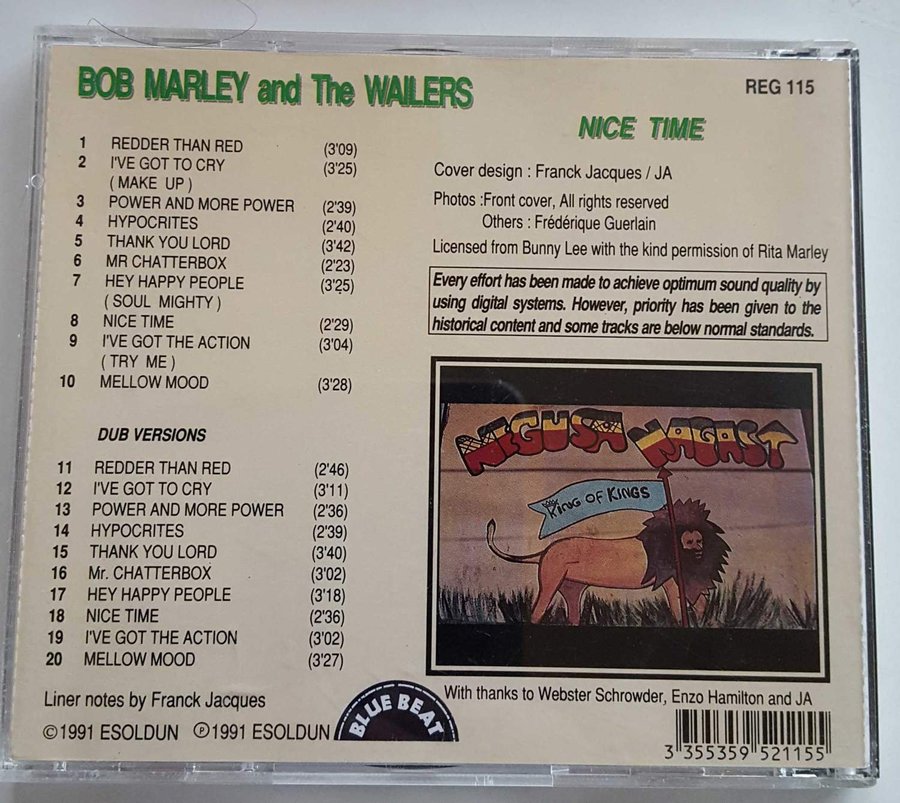 BOB MARLEY and The WAILERS
REG 115
NICE TIME
1 REDDER THAN RED (3'09)
2 I'VE GOT TO CRY (3'25)
( MAKE UP )
3 POWER AND MORE POWER (2'39)
4 HYPOCRITES (2'40)
5 THANK YOU LORD (3'42)
6 MR CHATTERBOX (2'23)
7 HEY HAPPY PEOPLE (3'25)
( SOUL MIGHTY )
8 NICE TIME (2'29)
9 I'VE GOT THE ACTION (3'04)
( TRY ME )
10 MELLOW MOOD (3'28)
DUB VERSIONS
11 REDDER THAN RED (2'46)
12 I'VE GOT TO CRY (3'11)
13 POWER AND MORE POWER (2'36)
14 HYPOCRITES (2'39)
15 THANK YOU LORD (3'40)
16 Mr. CHATTERBOX (3'02)
17 HEY HAPPY PEOPLE (3'18)
18 NICE TIME (2'36)
19 I'VE GOT THE ACTION (3'02)
20 MELLOW MOOD (3'27)
Liner notes by Franck Jacques
©1991 ESOLDUN ℗1991 ESOLDUN
BLUE BEAT
Cover design : Franck Jacques / JA
Photos :Front cover, All rights reserved
Others : Frédérique Guerlain
Licensed from Bunny Lee with the kind permission of Rita Marley
Every effort has been made to achieve optimum sound quality by
using digital systems. However, priority has been given to the
historical content and some tracks are below normal standards.
NEGUSA NAGAST
KING OF KINGS
With thanks to Webster Schrowder, Enzo Hamilton and JA
3 355359 521155